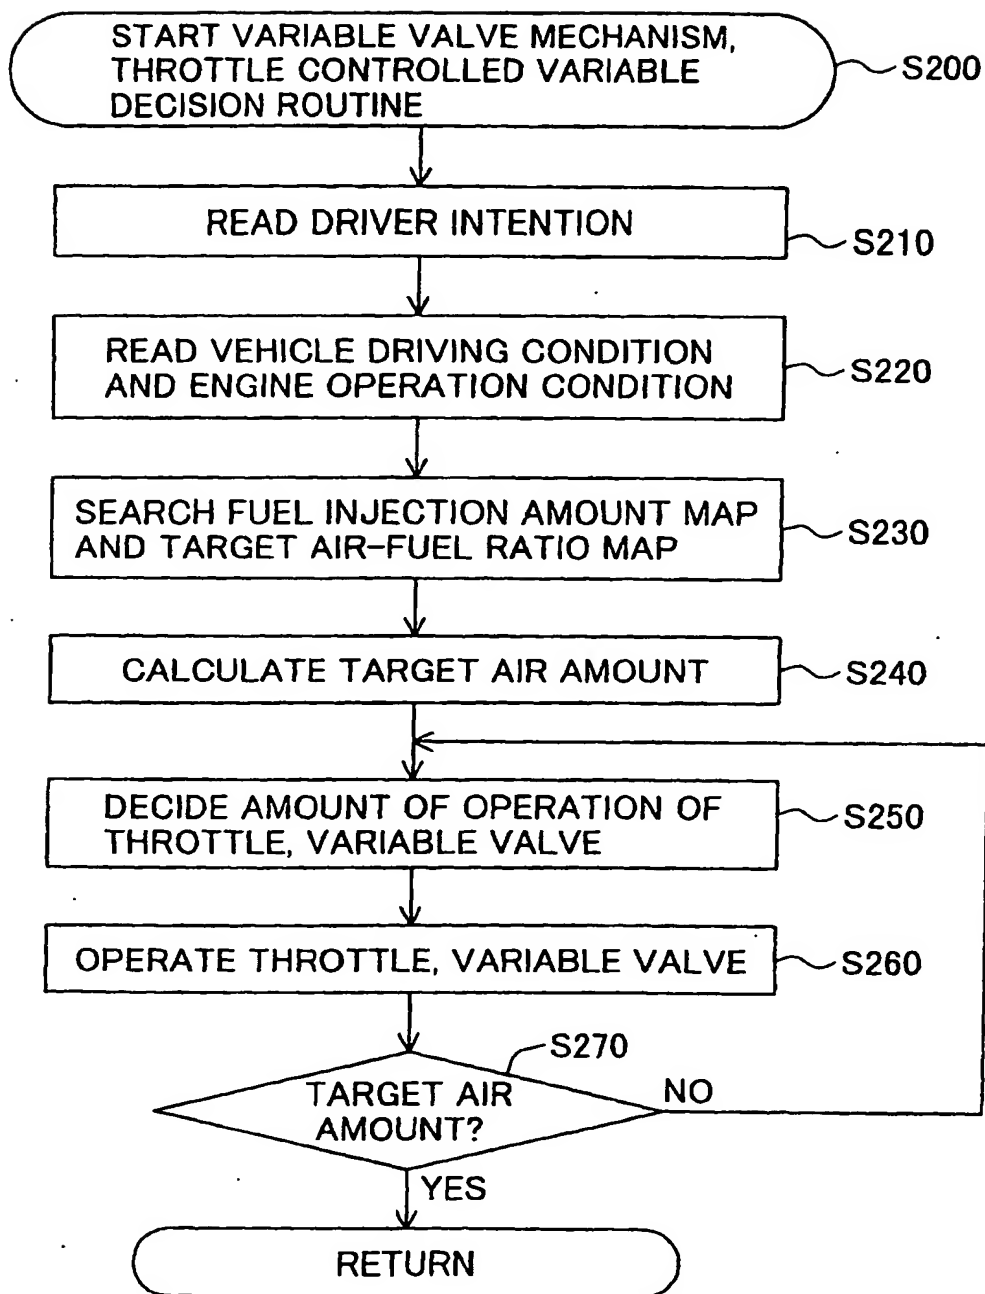 START VARIABLE VALVE MECHANISM,
THROTTLE CONTROLLED VARIABLE
DECISION ROUTINE
S200
READ DRIVER INTENTION
S210
READ VEHICLE DRIVING CONDITION
AND ENGINE OPERATION CONDITION
S220
SEARCH FUEL INJECTION AMOUNT MAP
AND TARGET AIR-FUEL RATIO MAP
S230
CALCULATE TARGET AIR AMOUNT
S240
DECIDE AMOUNT OF OPERATION OF
THROTTLE, VARIABLE VALVE
S250
OPERATE THROTTLE, VARIABLE VALVE
S260
S270
TARGET AIR
AMOUNT?
NO
YES
RETURN